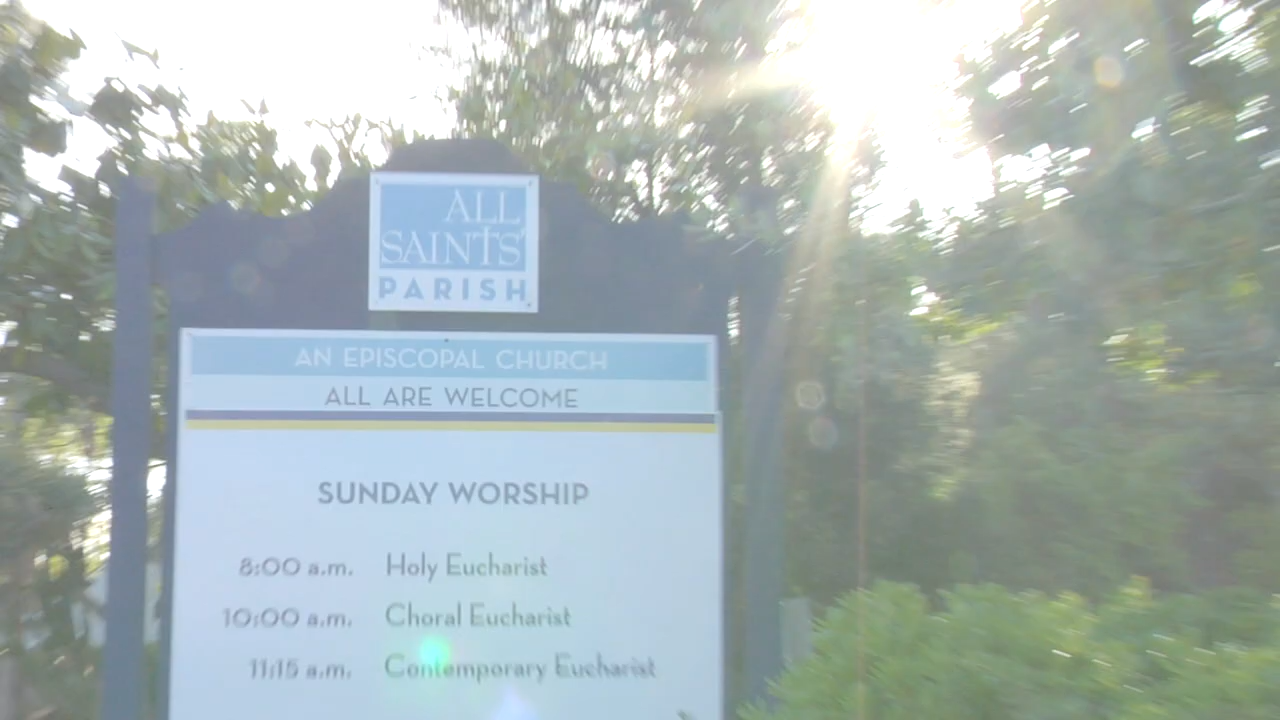 ALL
SAINTS'
PARISH
AN EPISCOPAL CHURCH
ALL ARE WELCOME
SUNDAY WORSHIP
8:00 a.m. Holy Eucharist
10:00 a.m. Choral Eucharist
11:15 a.m. Contemporary Eucharist